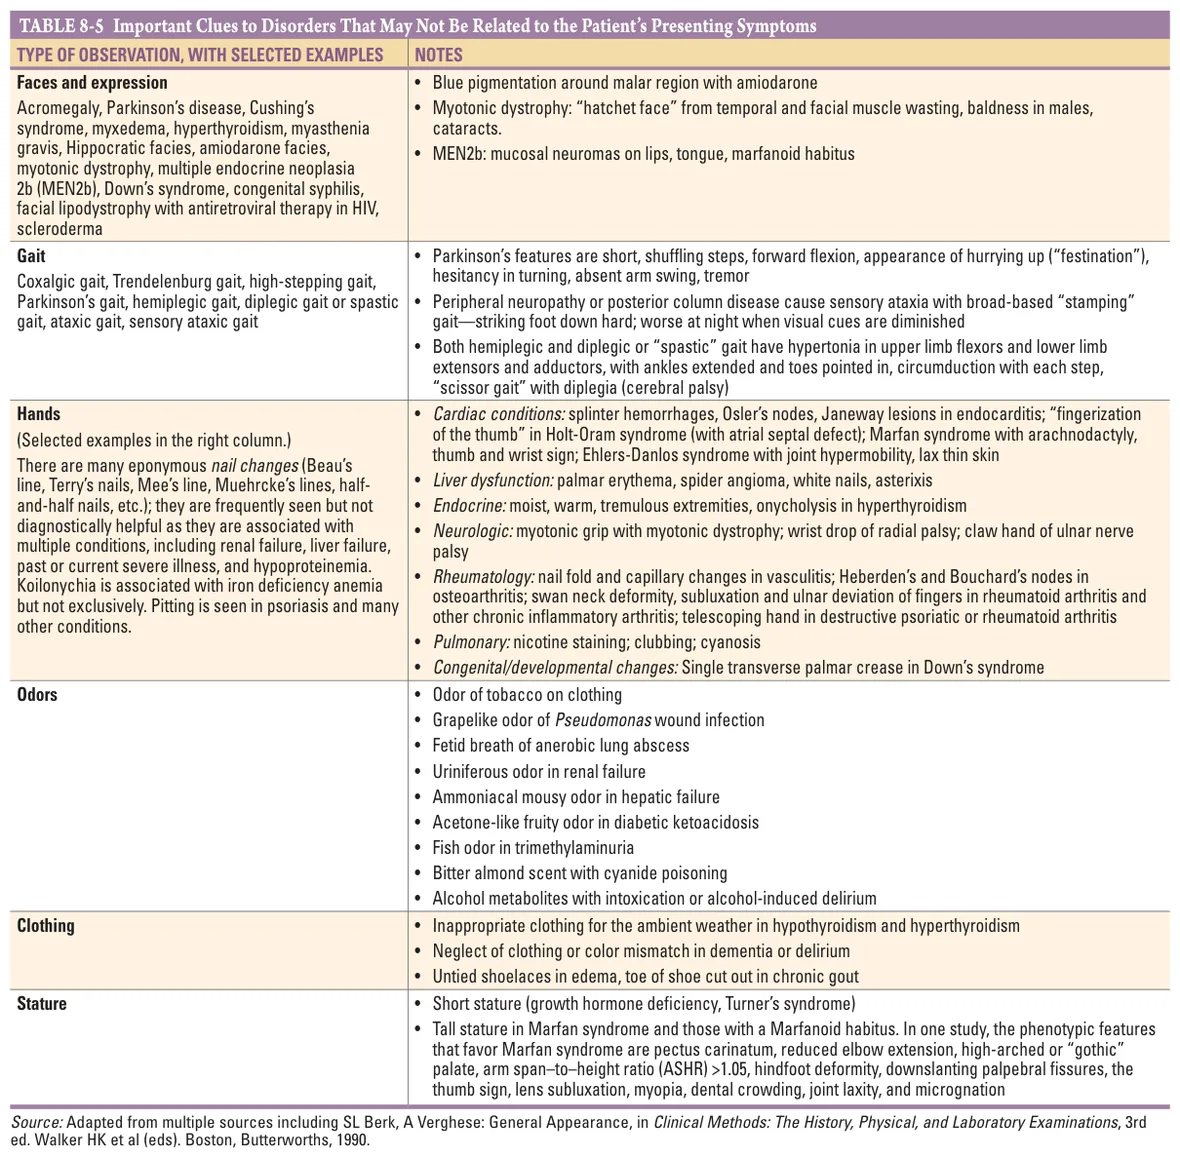 TABLE 8-5 Important Clues to Disorders That May Not Be Related to the Patient's Presenting Symptoms
TYPE OF OBSERVATION, WITH SELECTED EXAMPLES
NOTES
Faces and expression
Acromegaly, Parkinson's disease, Cushing's
syndrome, myxedema, hyperthyroidism, myasthenia
gravis, Hippocratic facies, amiodarone facies,
myotonic dystrophy, multiple endocrine neoplasia
2b (MEN2b), Down's syndrome, congenital syphilis,
facial lipodystrophy with antiretroviral therapy in HIV,
scleroderma
• Blue pigmentation around malar region with amiodarone
• Myotonic dystrophy: “hatchet face” from temporal and facial muscle wasting, baldness in males,
cataracts.
• MEN2b: mucosal neuromas on lips, tongue, marfanoid habitus
Gait
Coxalgic gait, Trendelenburg gait, high-stepping gait,
Parkinson's gait, hemiplegic gait, diplegic gait or spastic
gait, ataxic gait, sensory ataxic gait
• Parkinson's features are short, shuffling steps, forward flexion, appearance of hurrying up (“festination”),
hesitancy in turning, absent arm swing, tremor
• Peripheral neuropathy or posterior column disease cause sensory ataxia with broad-based “stamping”
gait—striking foot down hard; worse at night when visual cues are diminished
• Both hemiplegic and diplegic or “spastic” gait have hypertonia in upper limb flexors and lower limb
extensors and adductors, with ankles extended and toes pointed in, circumduction with each step,
“scissor gait” with diplegia (cerebral palsy)
Hands
(Selected examples in the right column.)
There are many eponymous nail changes (Beau's
line, Terry's nails, Mee's line, Muehrcke's lines, half-
and-half nails, etc.); they are frequently seen but not
diagnostically helpful as they are associated with
multiple conditions, including renal failure, liver failure,
past or current severe illness, and hypoproteinemia.
Koilonychia is associated with iron deficiency anemia
but not exclusively. Pitting is seen in psoriasis and many
other conditions.
• Cardiac conditions: splinter hemorrhages, Osler's nodes, Janeway lesions in endocarditis; “fingerization
of the thumb” in Holt-Oram syndrome (with atrial septal defect); Marfan syndrome with arachnodactyly,
thumb and wrist sign; Ehlers-Danlos syndrome with joint hypermobility, lax thin skin
• Liver dysfunction: palmar erythema, spider angioma, white nails, asterixis
• Endocrine: moist, warm, tremulous extremities, onycholysis in hyperthyroidism
• Neurologic: myotonic grip with myotonic dystrophy; wrist drop of radial palsy; claw hand of ulnar nerve
palsy
• Rheumatology: nail fold and capillary changes in vasculitis; Heberden's and Bouchard's nodes in
osteoarthritis; swan neck deformity, subluxation and ulnar deviation of fingers in rheumatoid arthritis and
other chronic inflammatory arthritis; telescoping hand in destructive psoriatic or rheumatoid arthritis
• Pulmonary: nicotine staining; clubbing; cyanosis
• Congenital/developmental changes: Single transverse palmar crease in Down's syndrome
Odors
• Odor of tobacco on clothing
• Grapelike odor of Pseudomonas wound infection
• Fetid breath of anerobic lung abscess
• Uriniferous odor in renal failure
• Ammoniacal mousy odor in hepatic failure
• Acetone-like fruity odor in diabetic ketoacidosis
• Fish odor in trimethylaminuria
• Bitter almond scent with cyanide poisoning
• Alcohol metabolites with intoxication or alcohol-induced delirium
Clothing
• Inappropriate clothing for the ambient weather in hypothyroidism and hyperthyroidism
• Neglect of clothing or color mismatch in dementia or delirium
• Untied shoelaces in edema, toe of shoe cut out in chronic gout
Stature
• Short stature (growth hormone deficiency, Turner's syndrome)
• Tall stature in Marfan syndrome and those with a Marfanoid habitus. In one study, the phenotypic features
that favor Marfan syndrome are pectus carinatum, reduced elbow extension, high-arched or “gothic”
palate, arm span–to–height ratio (ASHR) >1.05, hindfoot deformity, downslanting palpebral fissures, the
thumb sign, lens subluxation, myopia, dental crowding, joint laxity, and micrognation
Source: Adapted from multiple sources including SL Berk, A Verghese: General Appearance, in Clinical Methods: The History, Physical, and Laboratory Examinations, 3rd
ed. Walker HK et al (eds). Boston, Butterworths, 1990.